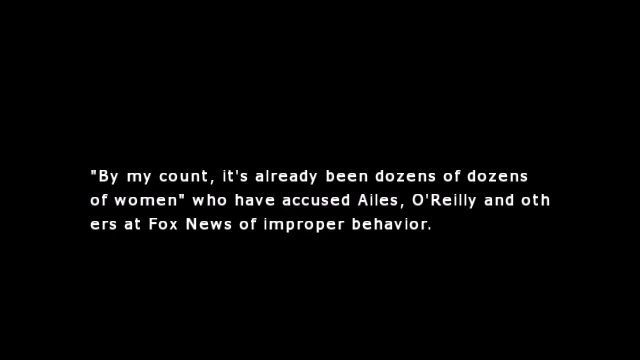 "By my count, it's already been dozens of dozens
of women" who have accused Ailes, O'Reilly and oth
ers at Fox News of improper behavior.